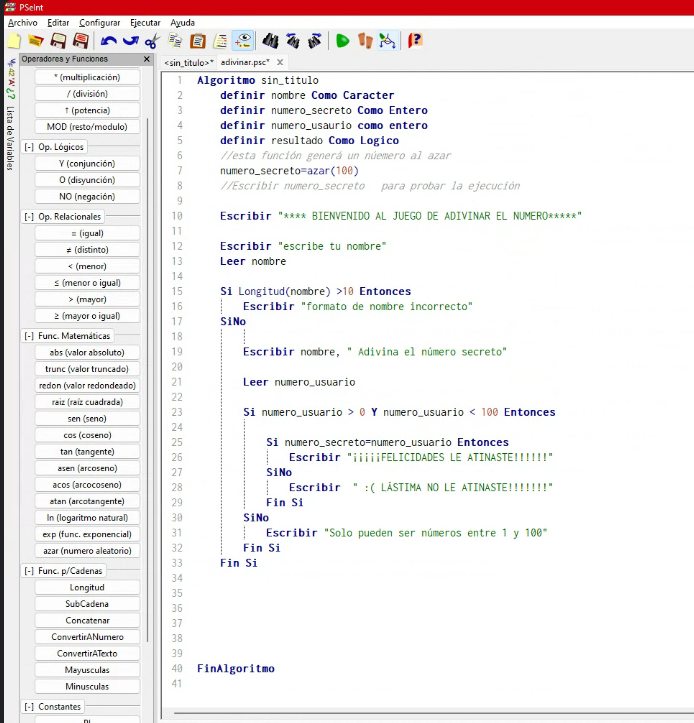 PSeInt
Archivo Editar Configurar Ejecutar Ayuda
Operadores y Funciones
<sin_titulo>* adivinar.psc*
Lista de Variables
* (multiplicación)
/ (división)
↑ (potencia)
MOD (resto/modulo)
[-] Op. Lógicos
Y (conjunción)
O (disyunción)
NO (negación)
[-] Op. Relacionales
= (igual)
≠ (distinto)
< (menor)
≤ (menor o igual)
> (mayor)
≥ (mayor o igual)
[-] Func. Matemáticas
abs (valor absoluto)
trunc (valor truncado)
redon (valor redondeado)
raiz (raíz cuadrada)
sen (seno)
cos (coseno)
tan (tangente)
asen (arcoseno)
acos (arcocoseno)
atan (arcotangente)
ln (logaritmo natural)
exp (func. exponencial)
azar (numero aleatorio)
[-] Func. p/Cadenas
Longitud
SubCadena
Concatenar
ConvertirANumero
ConvertirATexto
Mayusculas
Minusculas
[-] Constantes
PI
1 Algoritmo sin_titulo
2 definir nombre Como Caracter
3 definir numero_secreto Como Entero
4 definir numero_usaurio como entero
5 definir resultado Como Logico
6 //esta función generá un núemero al azar
7 numero_secreto=azar(100)
8 //Escribir numero_secreto para probar la ejecución
9
10 Escribir "**** BIENVENIDO AL JUEGO DE ADIVINAR EL NUMERO*****"
11
12 Escribir "escribe tu nombre"
13 Leer nombre
14
15 Si Longitud(nombre) >10 Entonces
16 Escribir "formato de nombre incorrecto"
17 SiNo
18
19 Escribir nombre, " Adivina el número secreto"
20
21 Leer numero_usuario
22
23 Si numero_usuario > 0 Y numero_usuario < 100 Entonces
24
25 Si numero_secreto=numero_usuario Entonces
26 Escribir "¡¡¡¡¡FELICIDADES LE ATINASTE!!!!!!"
27 SiNo
28 Escribir " :( LÁSTIMA NO LE ATINASTE!!!!!!!"
29 Fin Si
30 SiNo
31 Escribir "Solo pueden ser números entre 1 y 100"
32 Fin Si
33 Fin Si
34
35
36
37
38
39
40 FinAlgoritmo
41